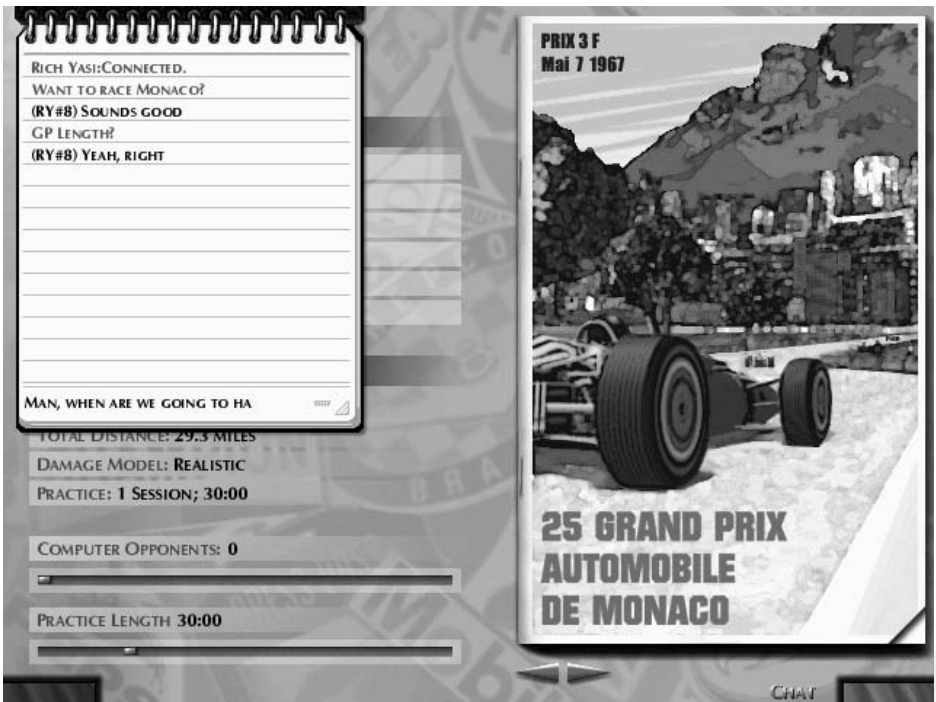 RICH YASI:CONNECTED.
WANT TO RACE MONACO?
(RY#8) SOUNDS GOOD
GP LENGTH?
(RY#8) YEAH, RIGHT
MAN, WHEN ARE WE GOING TO HA
TOTAL DISTANCE: 29.3 MILES
DAMAGE MODEL: REALISTIC
PRACTICE: 1 SESSION; 30:00
COMPUTER OPPONENTS: 0
PRACTICE LENGTH 30:00
PRIX 3 F
Mai 7 1967
25 GRAND PRIX
AUTOMOBILE
DE MONACO
CHAT